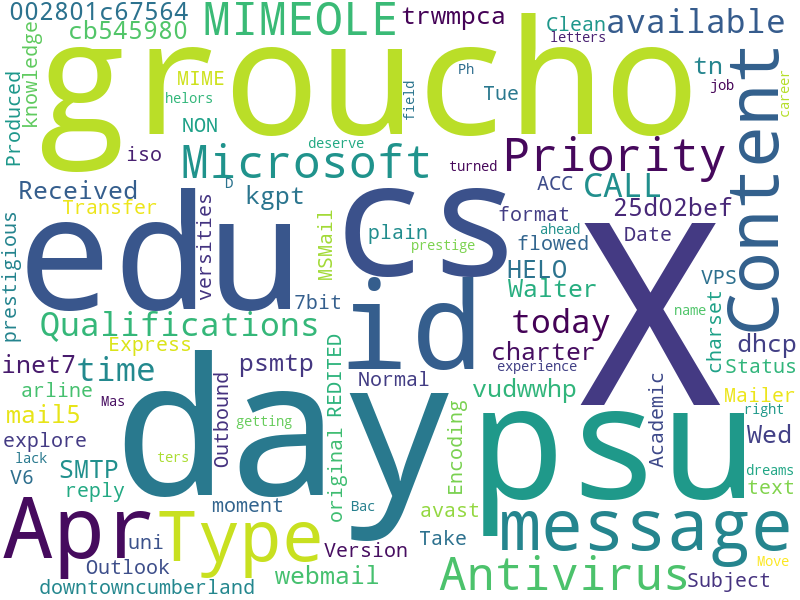 002801c67564
MIMEOLE
trwmpca
Clean
available
letters
cb545980
groucho
knowledge
Produced
MIME
helors
field
Ph
Tue
tn
job
career
NON
iso
deserve
Microsoft
turned
Priority
Content
Received
D
kgpt
ACC
CALL
25d02bef
Transfer
versities
edu
cs
X
MSMail
plain
prestige
format
flowed
ahead
Date
prestigious
7bit
id
HELO
Walter
VPS
name
charset
Qualifications
today
dhcp
Express
inet7
time
psmtp
charter
experience
Status
Normal
arline
Mas
day
Outbound
original
REDITED
vudwwhp
psu
Academic
Mailer
mail5
getting
Encoding
right
Wed
explore
lack
V6
SMTP
ters
reply
dreams
text
Apr
Type
moment
Bac
avast
message
uni
Take
Outlook
Version
Move
downtowncumberland
webmail
Antivirus
Subject